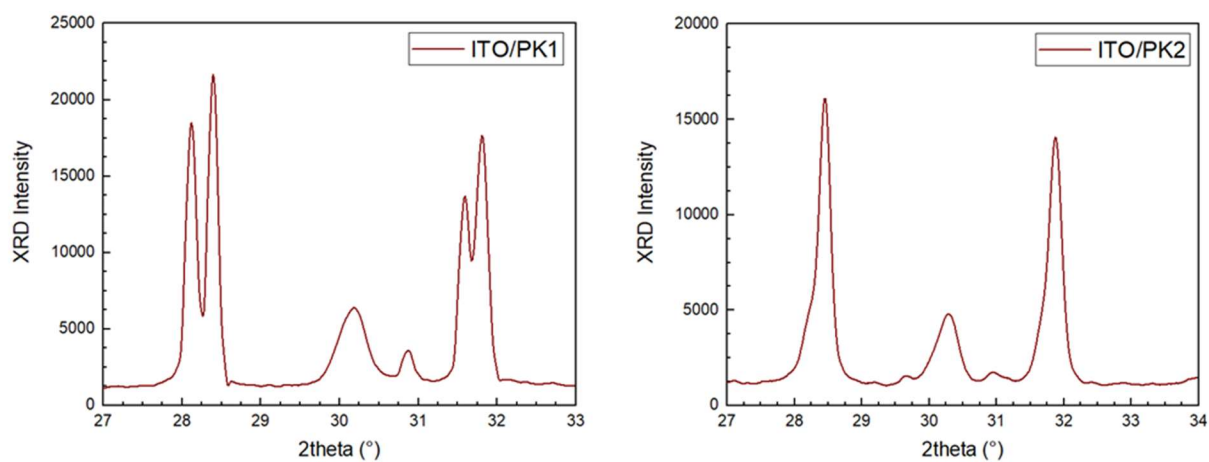 25000
20000
15000
10000
5000
0
XRD Intensity
27 28 29 30 31 32 33
2theta (°)
ITO/PK1
20000
15000
10000
5000
0
XRD Intensity
27 28 29 30 31 32 33 34
2theta (°)
ITO/PK2